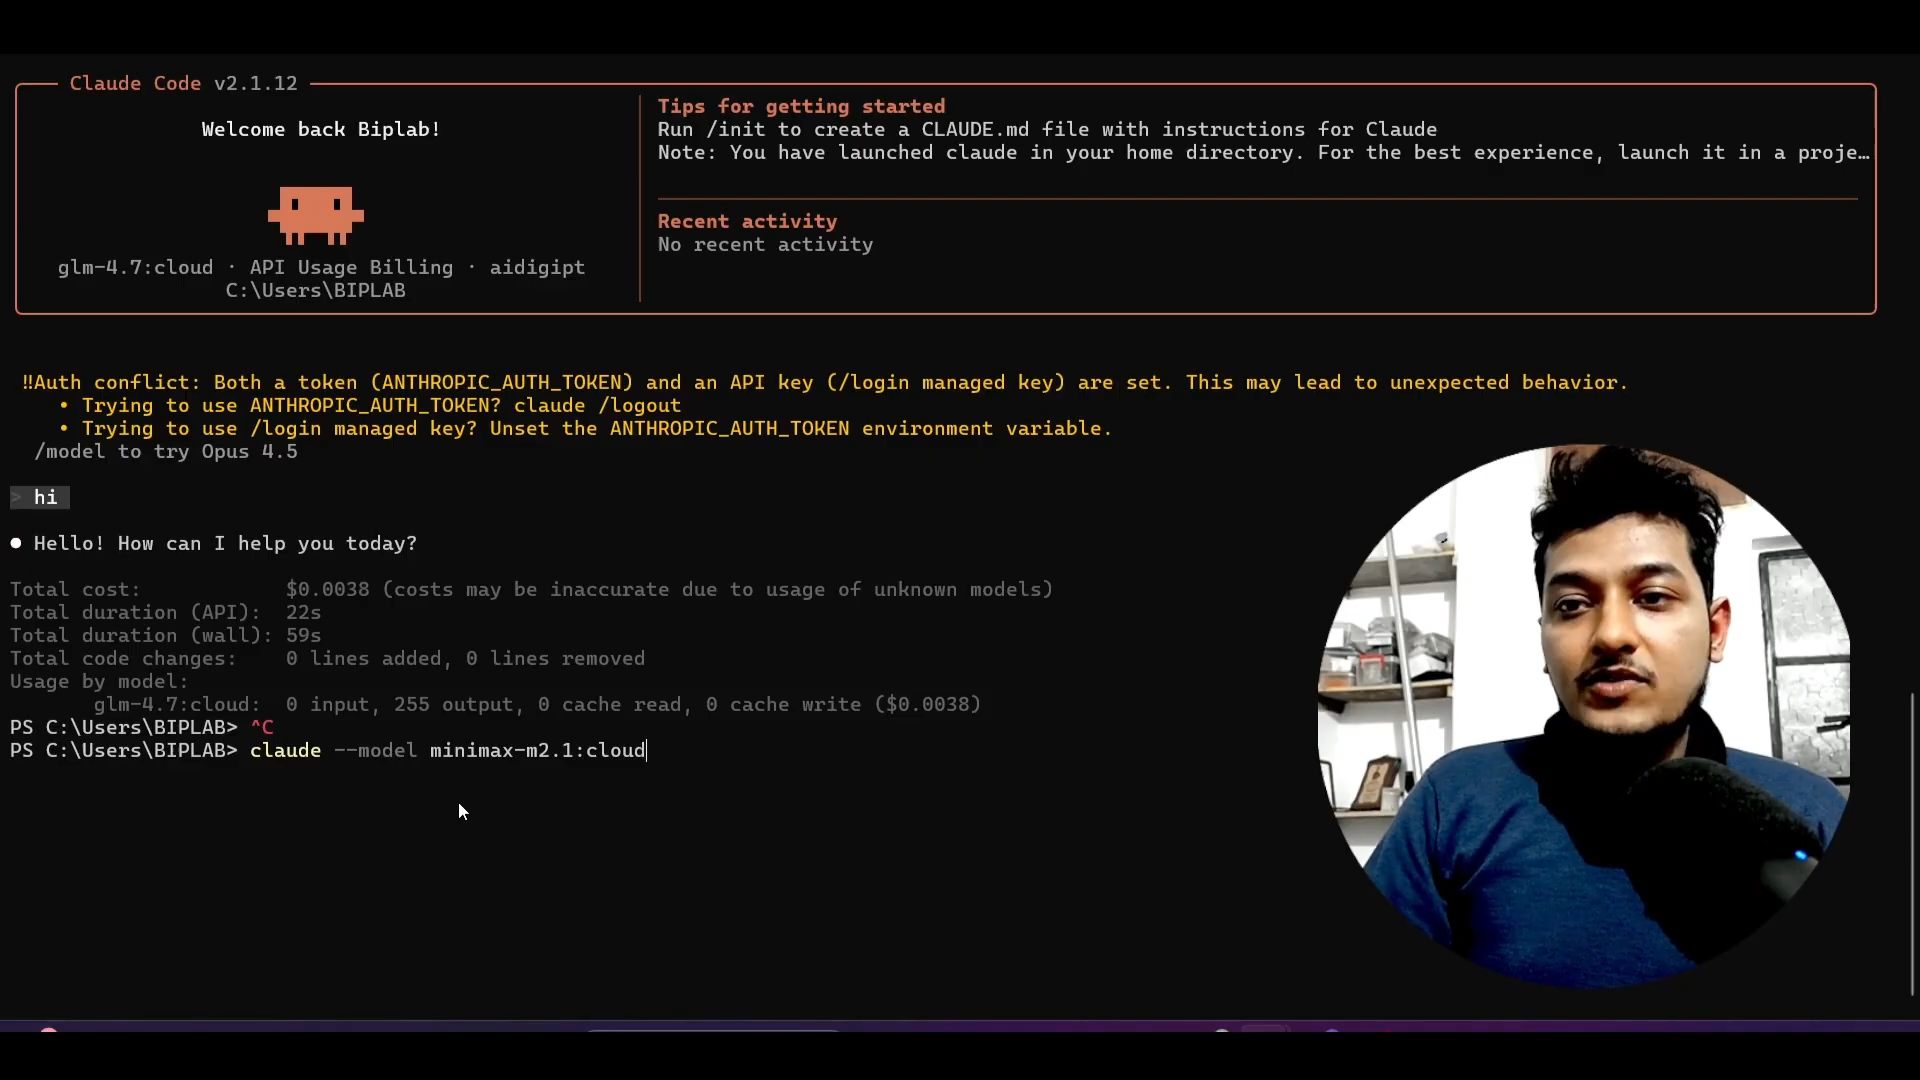 Claude Code v2.1.12
Welcome back Biplab!
glm-4.7:cloud · API Usage Billing · aidigipt
C:\Users\BIPLAB
Tips for getting started
Run /init to create a CLAUDE.md file with instructions for Claude
Note: You have launched claude in your home directory. For the best experience, launch it in a proje…
Recent activity
No recent activity
‼Auth conflict: Both a token (ANTHROPIC_AUTH_TOKEN) and an API key (/login managed key) are set. This may lead to unexpected behavior.
• Trying to use ANTHROPIC_AUTH_TOKEN? claude /logout
• Trying to use /login managed key? Unset the ANTHROPIC_AUTH_TOKEN environment variable.
/model to try Opus 4.5
> hi
● Hello! How can I help you today?
Total cost: $0.0038 (costs may be inaccurate due to usage of unknown models)
Total duration (API): 22s
Total duration (wall): 59s
Total code changes: 0 lines added, 0 lines removed
Usage by model:
glm-4.7:cloud: 0 input, 255 output, 0 cache read, 0 cache write ($0.0038)
PS C:\Users\BIPLAB> ^C
PS C:\Users\BIPLAB> claude --model minimax-m2.1:cloud